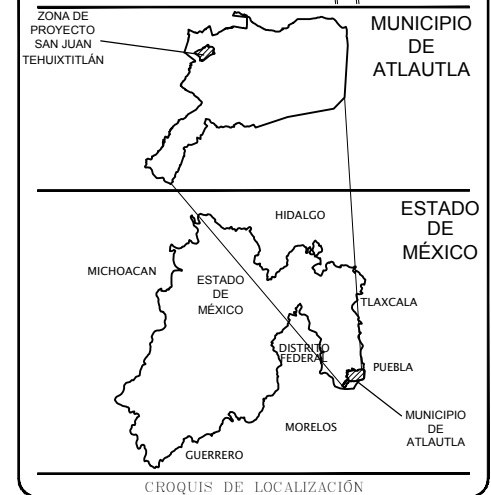 ZONA DE
PROYECTO
SAN JUAN
TEHUIXTITLÁN
MUNICIPIO
DE
ATLAUTLA
ESTADO
DE
MÉXICO
HIDALGO
MICHOACAN
ESTADO
DE
MÉXICO
TLAXCALA
DISTRITO
FEDERAL
PUEBLA
MUNICIPIO
DE
ATLAUTLA
MORELOS
GUERRERO
CROQUIS DE LOCALIZACIÓN